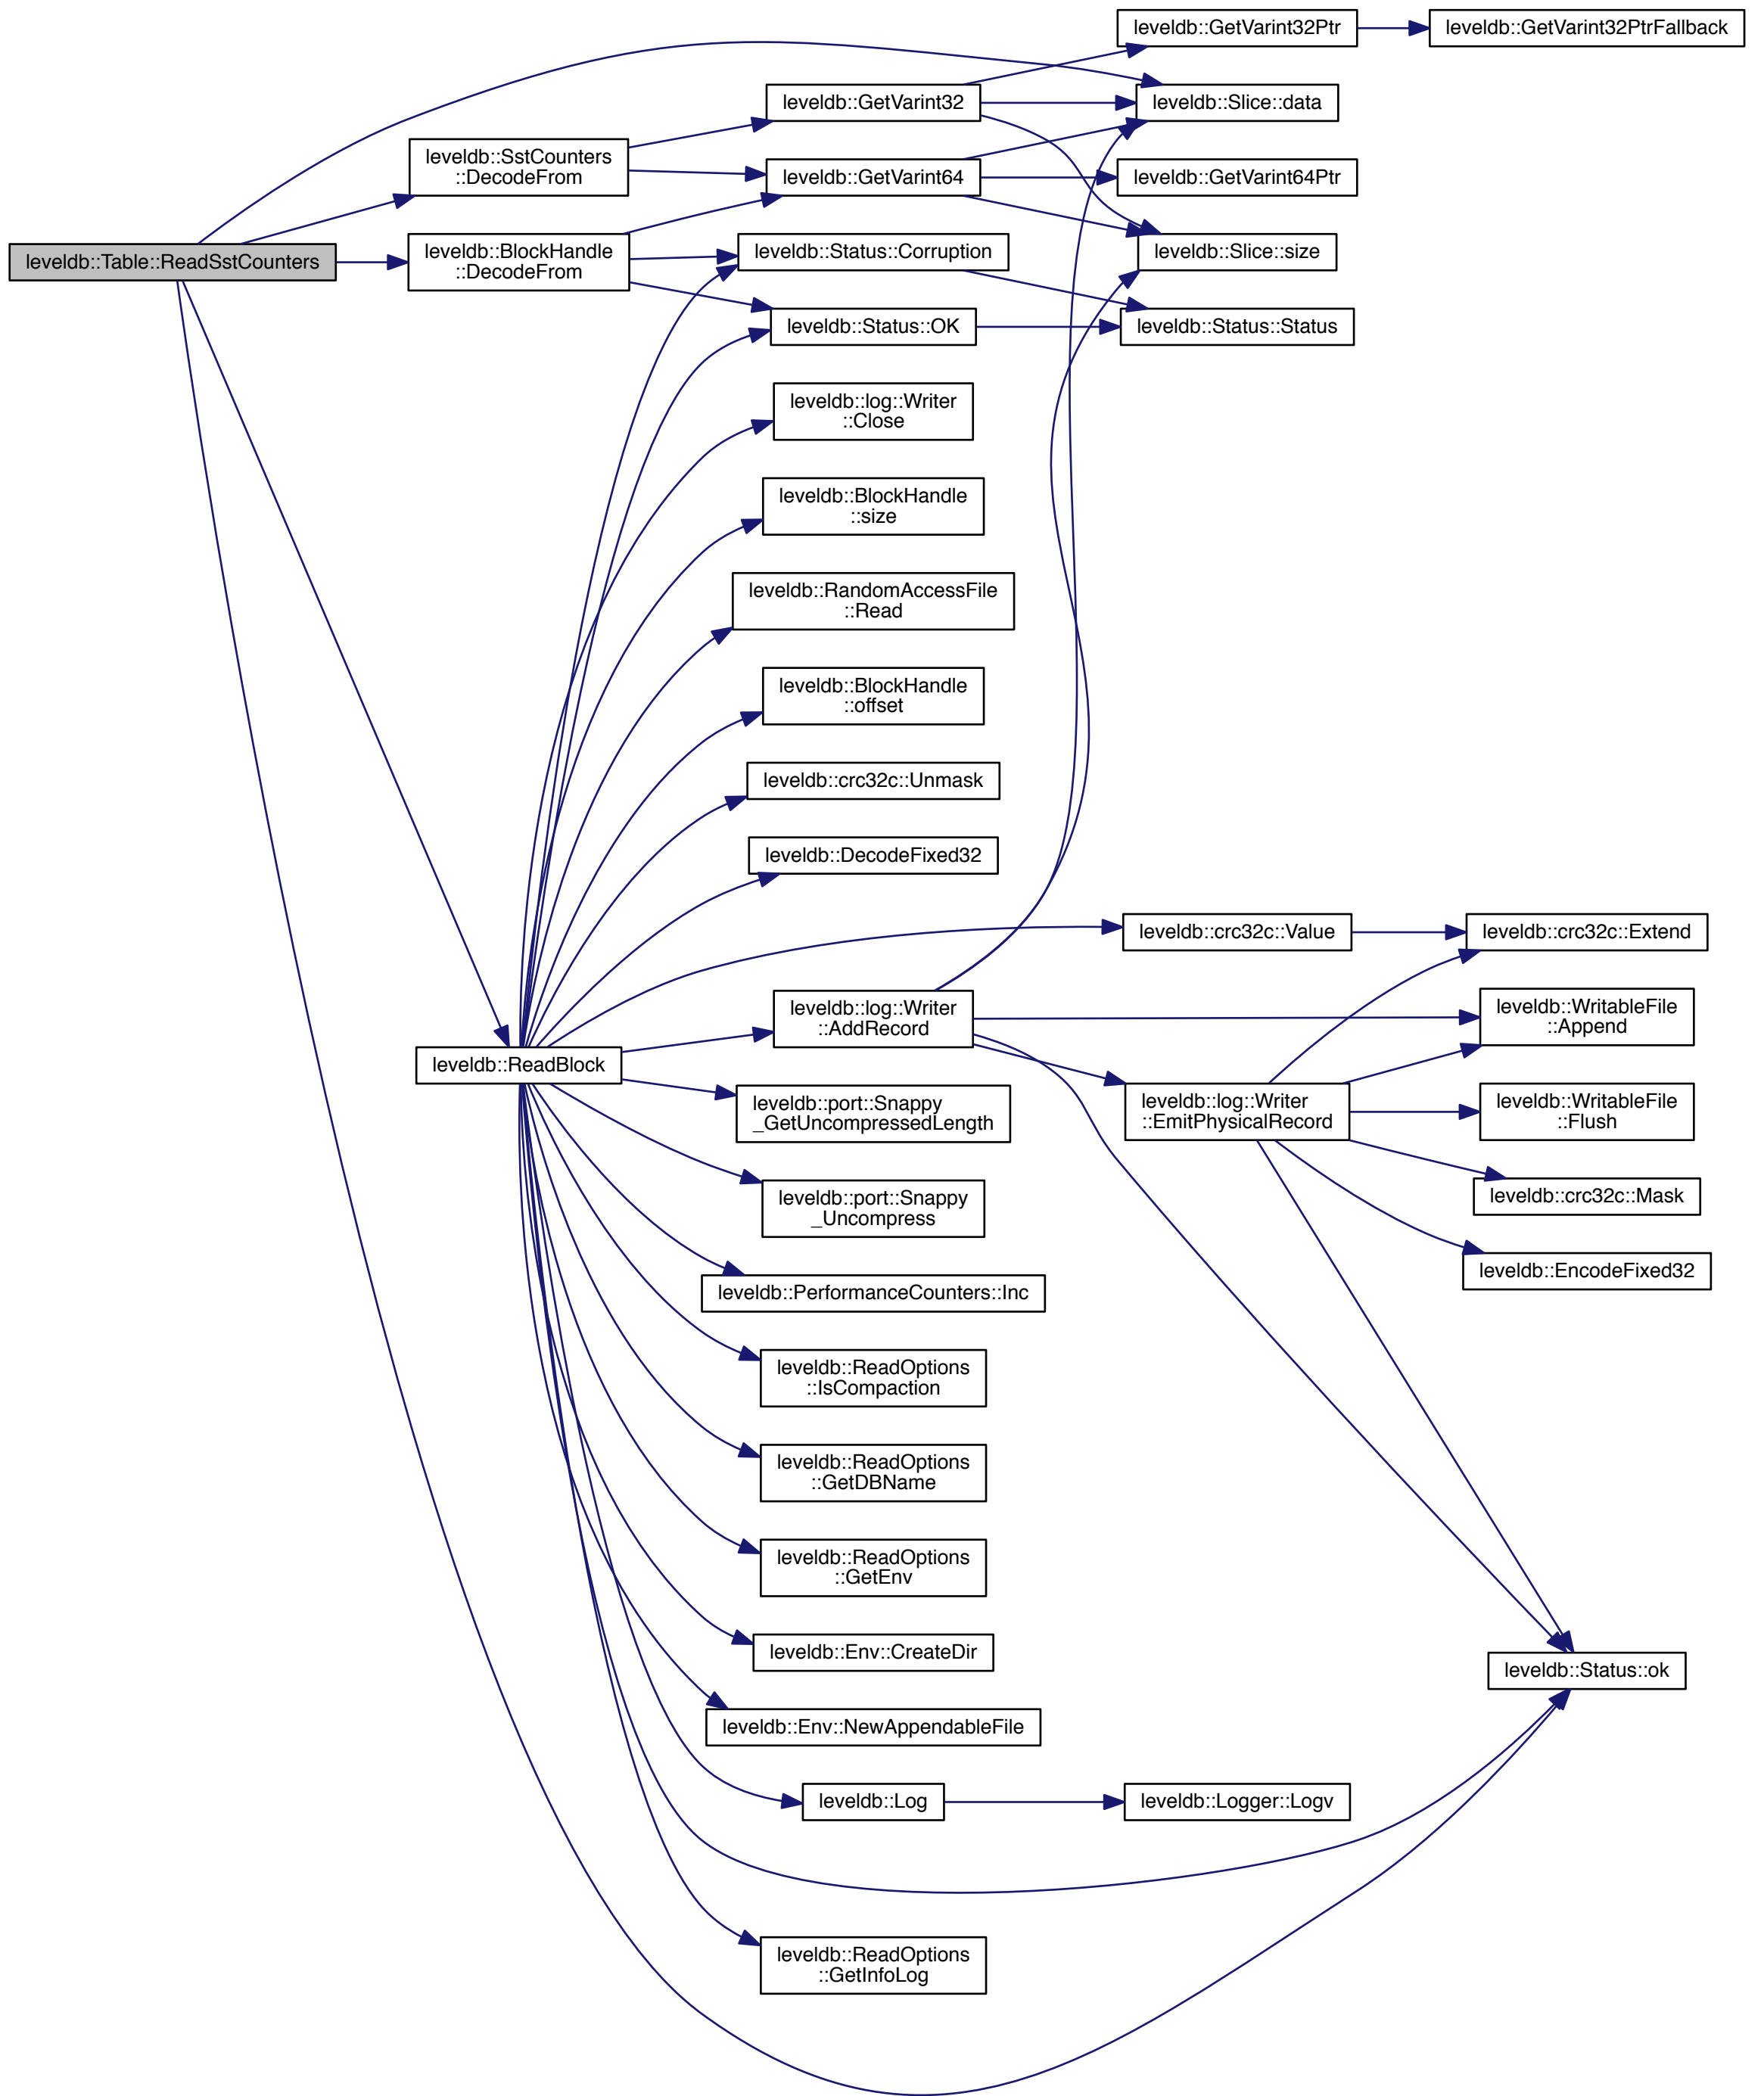 leveldb::GetVarint32Ptr
leveldb::GetVarint32PtrFallback
leveldb::GetVarint32
leveldb::Slice::data
leveldb::SstCounters
::DecodeFrom
leveldb::GetVarint64
leveldb::GetVarint64Ptr
leveldb::Table::ReadSstCounters
leveldb::BlockHandle
::DecodeFrom
leveldb::Status::Corruption
leveldb::Slice::size
leveldb::Status::OK
leveldb::Status::Status
leveldb::log::Writer
::Close
leveldb::BlockHandle
::size
leveldb::RandomAccessFile
::Read
leveldb::BlockHandle
::offset
leveldb::crc32c::Unmask
leveldb::DecodeFixed32
leveldb::crc32c::Value
leveldb::crc32c::Extend
leveldb::log::Writer
::AddRecord
leveldb::WritableFile
::Append
leveldb::ReadBlock
leveldb::port::Snappy
_GetUncompressedLength
leveldb::log::Writer
::EmitPhysicalRecord
leveldb::WritableFile
::Flush
leveldb::port::Snappy
_Uncompress
leveldb::crc32c::Mask
leveldb::EncodeFixed32
leveldb::PerformanceCounters::Inc
leveldb::ReadOptions
::IsCompaction
leveldb::ReadOptions
::GetDBName
leveldb::ReadOptions
::GetEnv
leveldb::Env::CreateDir
leveldb::Status::ok
leveldb::Env::NewAppendableFile
leveldb::Log
leveldb::Logger::Logv
leveldb::ReadOptions
::GetInfoLog